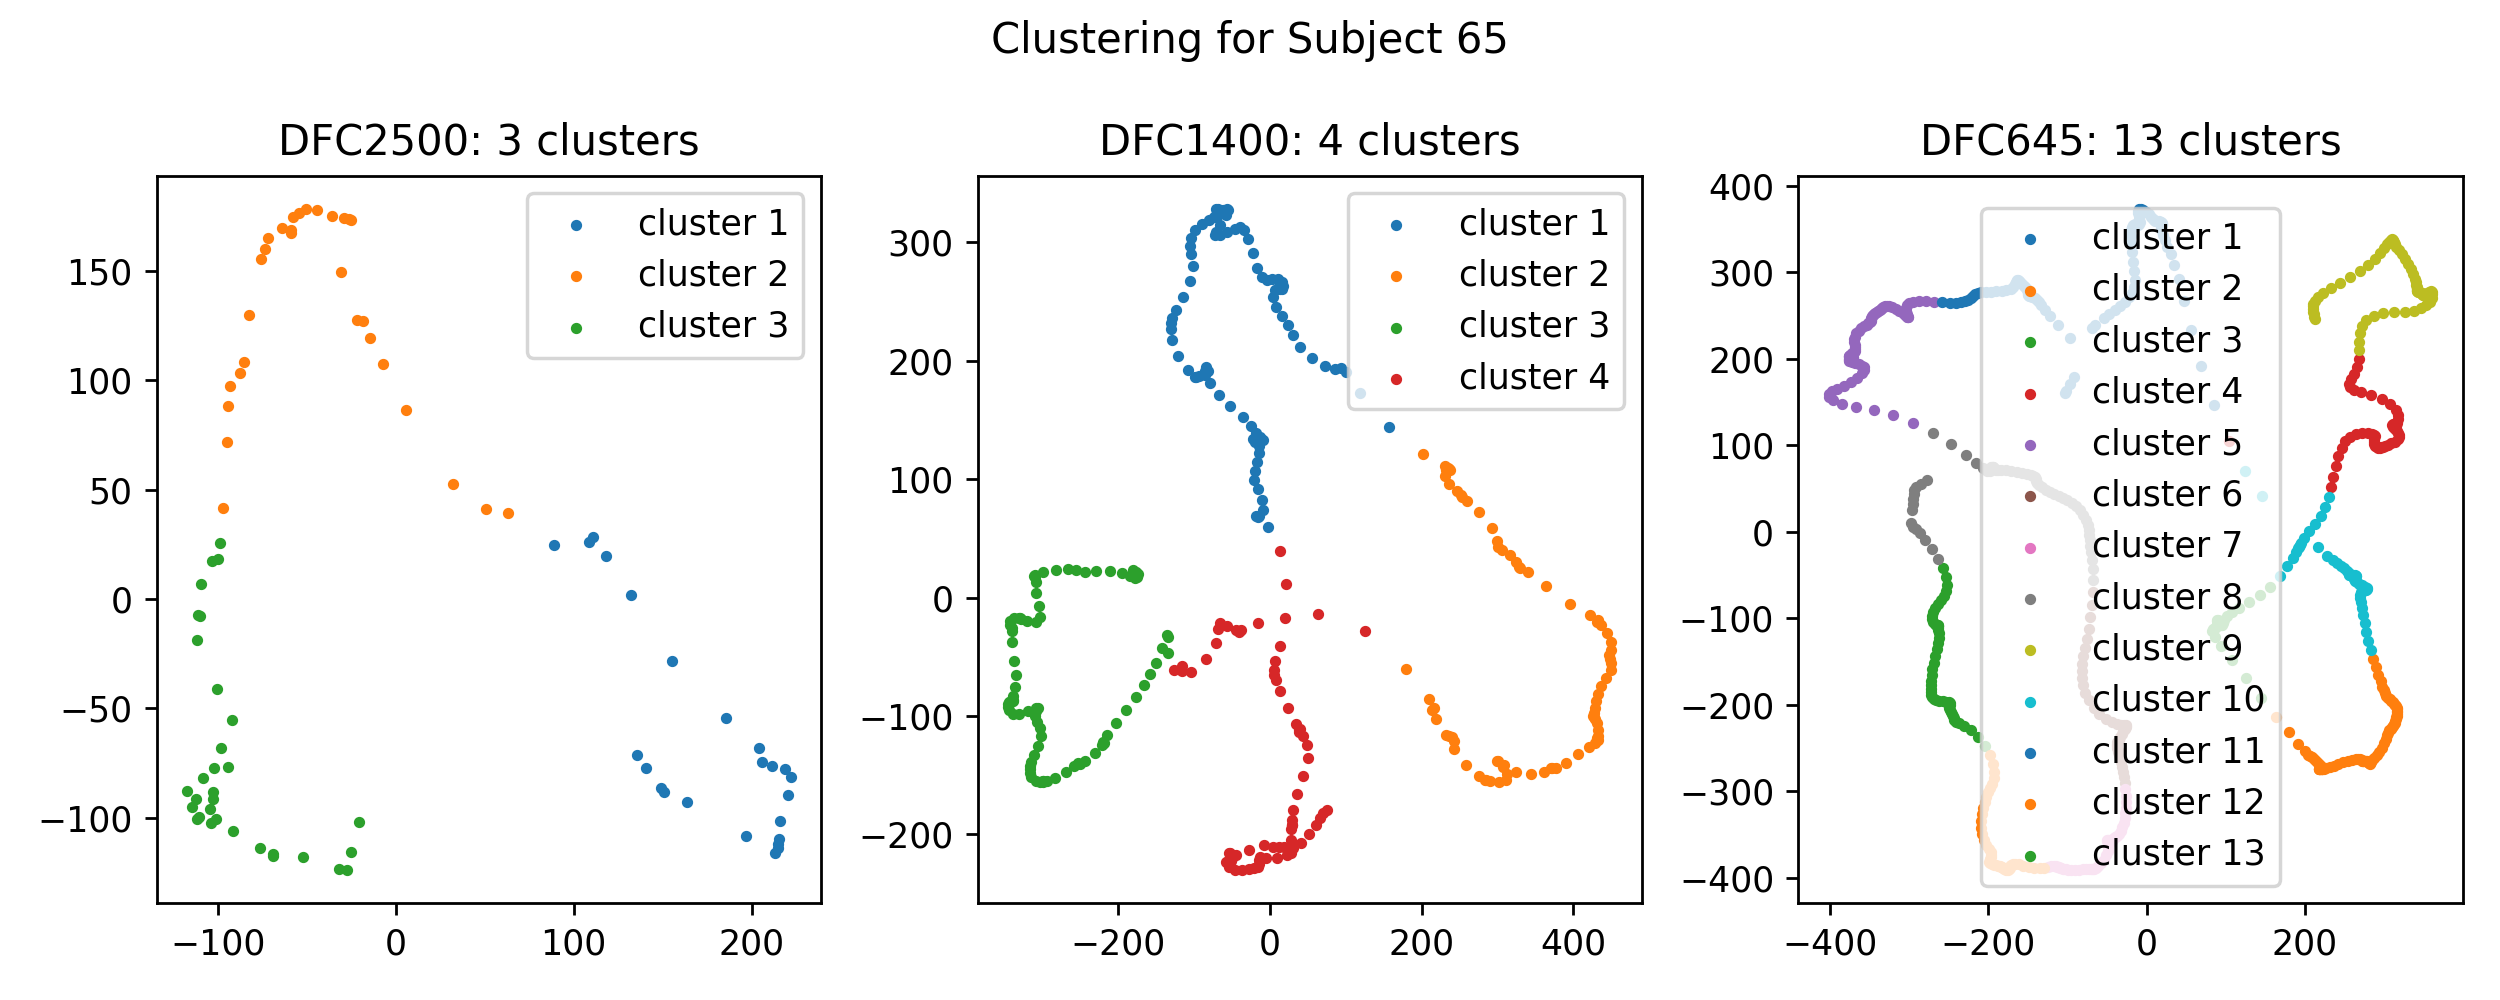 Clustering for Subject 65
DFC2500: 3 clusters
cluster 1
cluster 2
cluster 3
150
100
50
0
−50
−100
−100 0 100 200
DFC1400: 4 clusters
cluster 1
cluster 2
cluster 3
cluster 4
300
200
100
0
−100
−200
−200 0 200 400
DFC645: 13 clusters
cluster 1
cluster 2
cluster 3
cluster 4
cluster 5
cluster 6
cluster 7
cluster 8
cluster 9
cluster 10
cluster 11
cluster 12
cluster 13
400
300
200
100
0
−100
−200
−300
−400
−400 −200 0 200